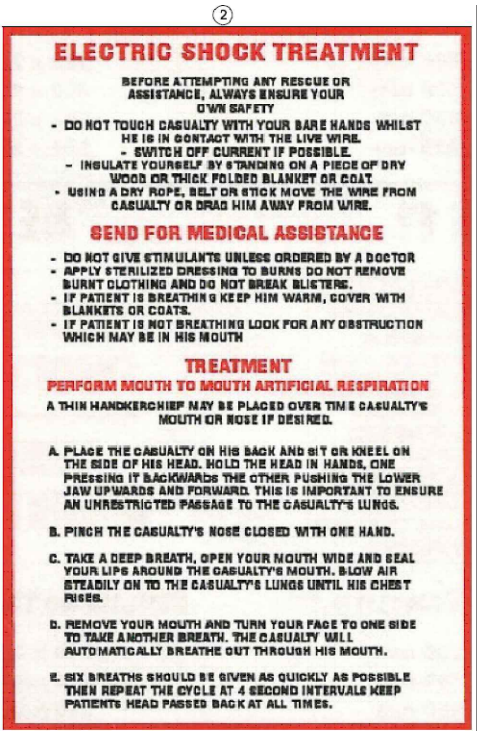 2
ELECTRIC SHOCK TREATMENT
BEFORE ATTEMPTING ANY RESCUE OR
ASSISTANCE, ALWAYS ENSURE YOUR
OWN SAFETY
- DO NOT TOUCH CASUALTY WITH YOUR BARE HANDS WHILST
HE IS IN CONTACT WITH THE LIVE WIRE.
- SWITCH OFF CURRENT IF POSSIBLE.
- INSULATE YOURSELF BY STANDING ON A PIECE OF DRY
WOOD OR THICK FOLDED BLANKET OR COAT
- USING A DRY ROPE, BELT OR STICK MOVE THE WIRE FROM
CASUALTY OR DRAG HIM AWAY FROM WIRE.
SEND FOR MEDICAL ASSISTANCE
- DO NOT GIVE STIMULANTS UNLESS ORDERED BY A DOCTOR
- APPLY STERILIZED DRESSING TO BURNS DO NOT REMOVE
BURNT CLOTHING AND DO NOT BREAK BLISTERS.
- IF PATIENT IS BREATHING KEEP HIM WARM, COVER WITH
BLANKETS OR COATS.
- IF PATIENT IS NOT BREATHING LOOK FOR ANY OBSTRUCTION
WHICH MAY BE IN HIS MOUTH
TREATMENT
PERFORM MOUTH TO MOUTH ARTIFICIAL RESPIRATION
A THIN HANDKERCHIEF MAY BE PLACED OVER TIME CASUALTY'S
MOUTH OR NOSE IF DESIRED.
A. PLACE THE CASUALTY ON HIS BACK AND SIT OR KNEEL ON
THE SIDE OF HIS HEAD. HOLD THE HEAD IN HANDS, ONE
PRESSING IT BACKWARDS THE OTHER PUSHING THE LOWER
JAW UPWARDS AND FORWARD. THIS IS IMPORTANT TO ENSURE
AN UNRESTRICTED PASSAGE TO THE CASUALTY'S LUNGS.
B. PINCH THE CASUALTY'S NOSE CLOSED WITH ONE HAND.
C. TAKE A DEEP BREATH, OPEN YOUR MOUTH WIDE AND SEAL
YOUR LIPS AROUND THE CASUALTY'S MOUTH. BLOW AIR
STEADILY ON TO THE CASUALTY'S LUNGS UNTIL HIS CHEST
RISES.
D. REMOVE YOUR MOUTH AND TURN YOUR FACE TO ONE SIDE
TO TAKE ANOTHER BREATH. THE CASUALTY WILL
AUTOMATICALLY BREATHE OUT THROUGH HIS MOUTH.
E. SIX BREATHS SHOULD BE GIVEN AS QUICKLY AS POSSIBLE
THEN REPEAT THE CYCLE AT 4 SECOND INTERVALS KEEP
PATIENTS HEAD PASSED BACK AT ALL TIMES.